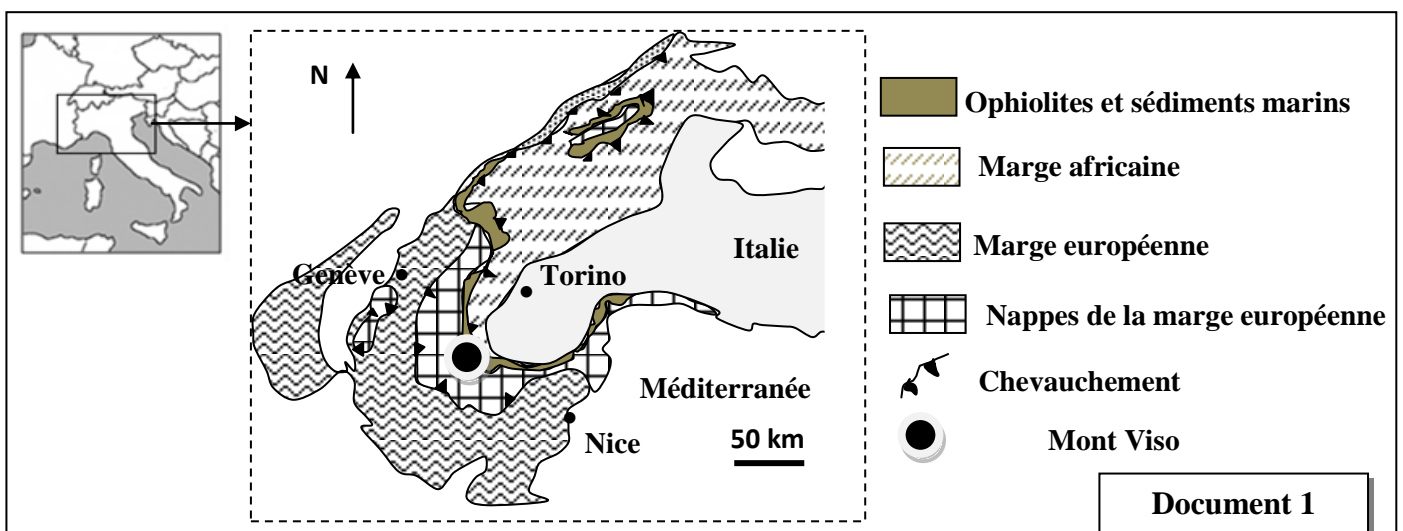 N
Ophiolites et sédiments marins
Marge africaine
Italie
Marge européenne
Genève
Torino
Nappes de la marge européenne
Méditerranée
Chevauchement
Nice
50 km
Mont Viso
Document 1